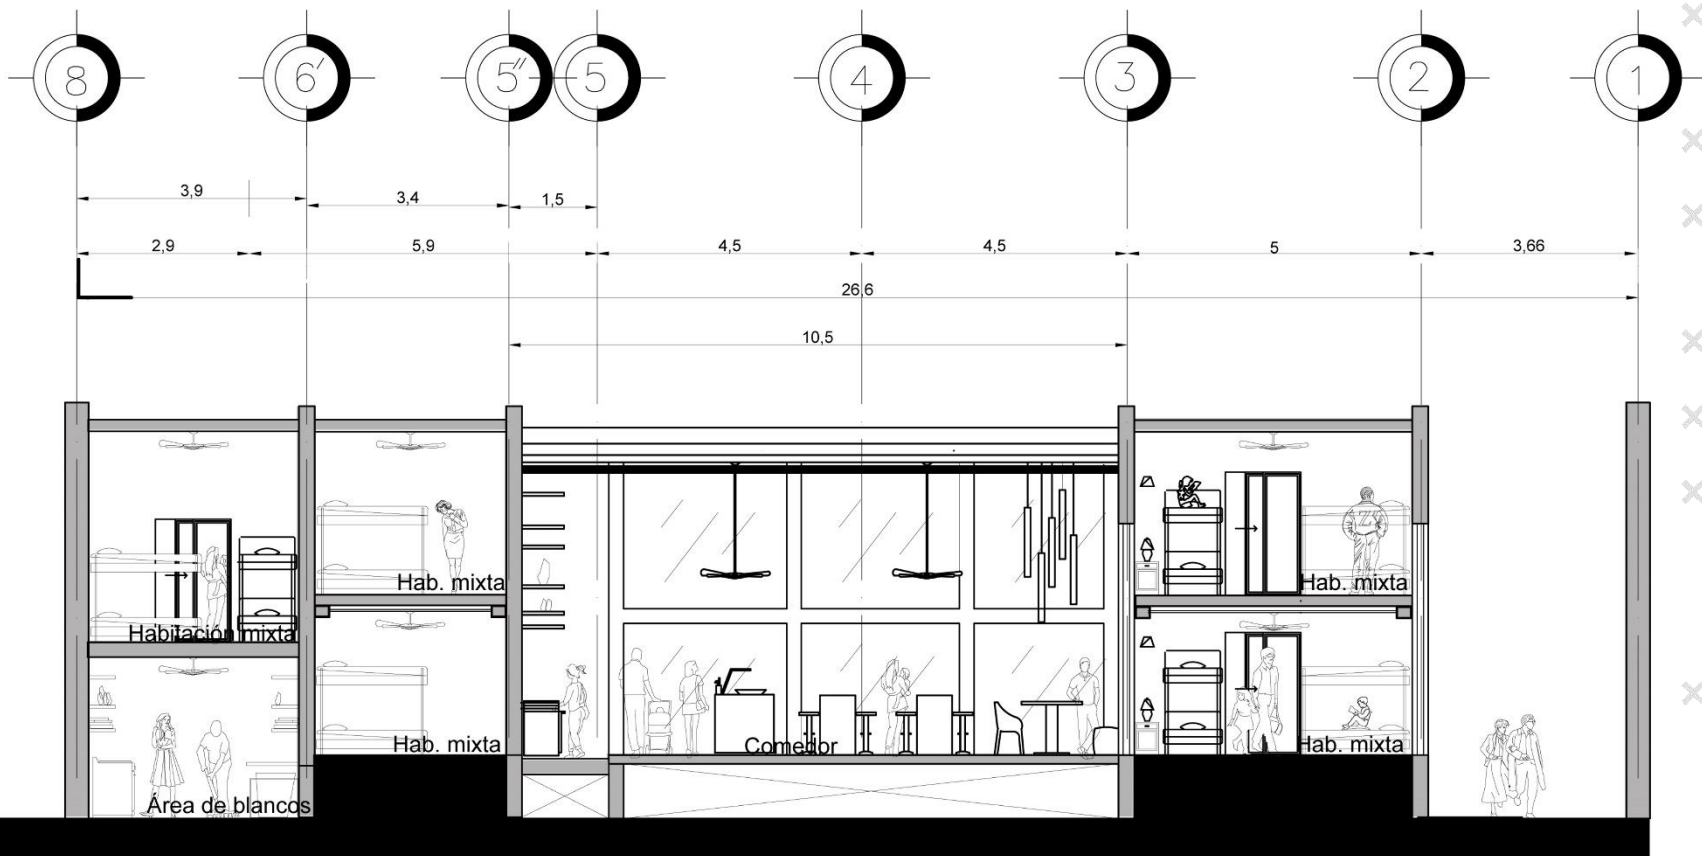 8 6′ 5″ 5 4 3 2 1
3,9 3,4 1,5
2,9 5,9 4,5 4,5 5 3,66
26,6
10,5
Hab. mixta Hab. mixta
Habitación mixta
Hab. mixta Comedor Hab. mixta
Área de blancos